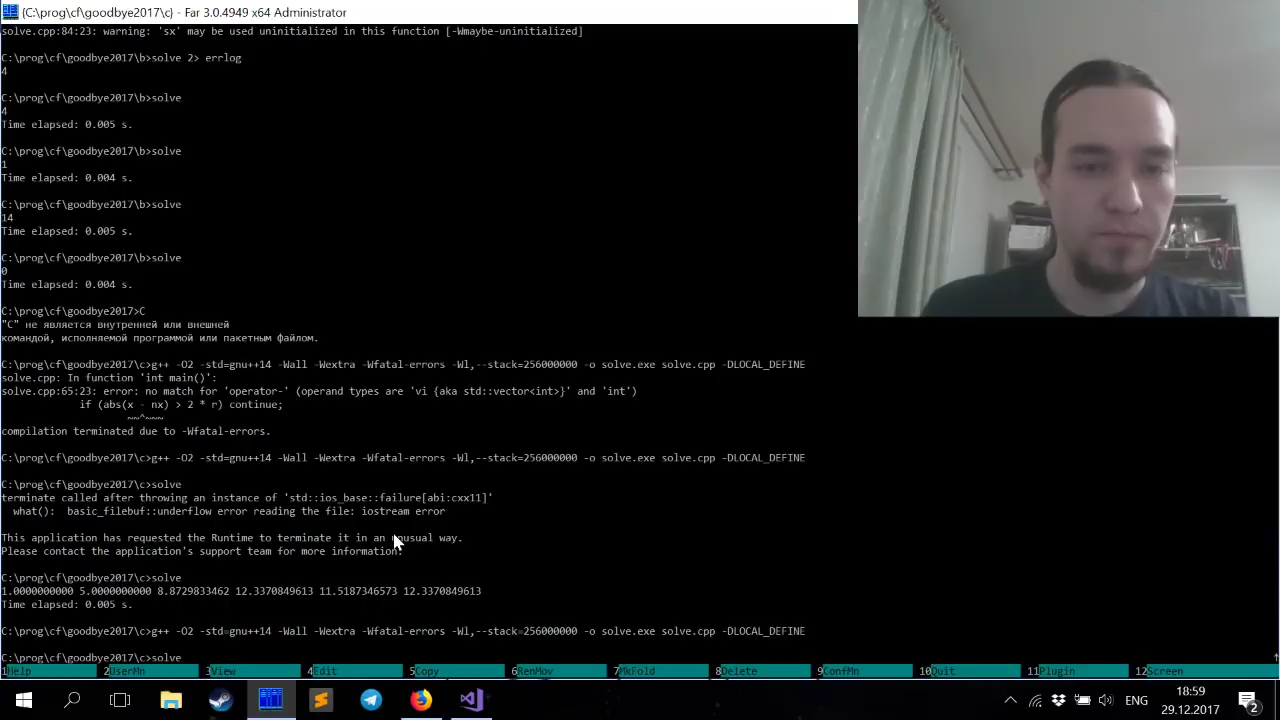 {C:\prog\cf\goodbye2017\c} - Far 3.0.4949 x64 Administrator
solve.cpp:84:23: warning: 'sx' may be used uninitialized in this function [-Wmaybe-uninitialized]
C:\prog\cf\goodbye2017\b>solve 2> errlog
4
C:\prog\cf\goodbye2017\b>solve
4
Time elapsed: 0.005 s.
C:\prog\cf\goodbye2017\b>solve
1
Time elapsed: 0.004 s.
C:\prog\cf\goodbye2017\b>solve
14
Time elapsed: 0.005 s.
C:\prog\cf\goodbye2017\b>solve
0
Time elapsed: 0.004 s.
C:\prog\cf\goodbye2017>C
"C" не является внутренней или внешней
командой, исполняемой программой или пакетным файлом.
C:\prog\cf\goodbye2017\c>g++ -O2 -std=gnu++14 -Wall -Wextra -Wfatal-errors -Wl,--stack=256000000 -o solve.exe solve.cpp -DLOCAL_DEFINE
solve.cpp: In function 'int main()':
solve.cpp:65:23: error: no match for 'operator-' (operand types are 'vi {aka std::vector<int>}' and 'int')
if (abs(x - nx) > 2 * r) continue;
~~^~~~
compilation terminated due to -Wfatal-errors.
C:\prog\cf\goodbye2017\c>g++ -O2 -std=gnu++14 -Wall -Wextra -Wfatal-errors -Wl,--stack=256000000 -o solve.exe solve.cpp -DLOCAL_DEFINE
C:\prog\cf\goodbye2017\c>solve
terminate called after throwing an instance of 'std::ios_base::failure[abi:cxx11]'
what():  basic_filebuf::underflow error reading the file: iostream error
This application has requested the Runtime to terminate it in an unusual way.
Please contact the application's support team for more information.
C:\prog\cf\goodbye2017\c>solve
1.0000000000 5.0000000000 8.8729833462 12.3370849613 11.5187346573 12.3370849613
Time elapsed: 0.005 s.
C:\prog\cf\goodbye2017\c>g++ -O2 -std=gnu++14 -Wall -Wextra -Wfatal-errors -Wl,--stack=256000000 -o solve.exe solve.cpp -DLOCAL_DEFINE
C:\prog\cf\goodbye2017\c>solve
1Help 2UserMn 3View 4Edit 5Copy 6RenMov 7MkFold 8Delete 9ConfMn 10Quit 11Plugin 12Screen
ENG
18:59
29.12.2017
2